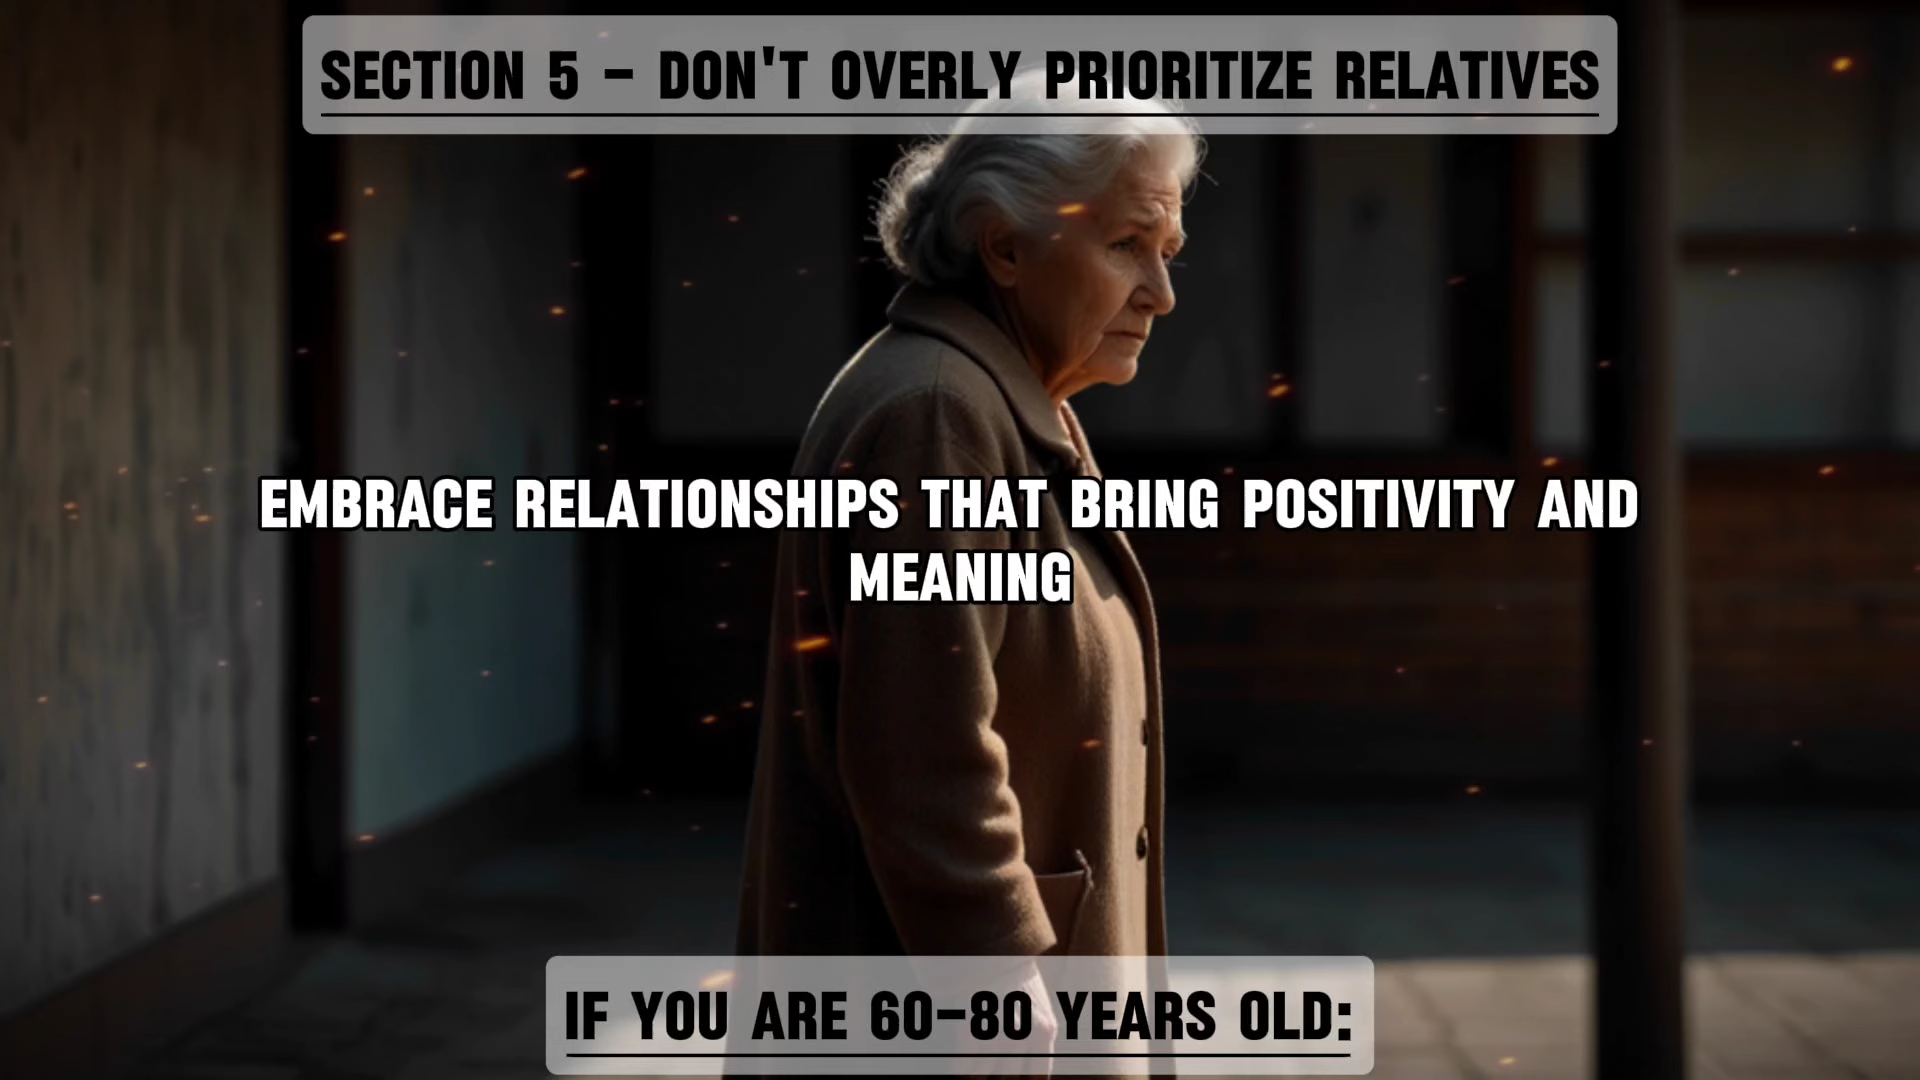 SECTION 5 – DON'T OVERLY PRIORITIZE RELATIVES
EMBRACE RELATIONSHIPS THAT BRING POSITIVITY AND
MEANING
IF YOU ARE 60–80 YEARS OLD: